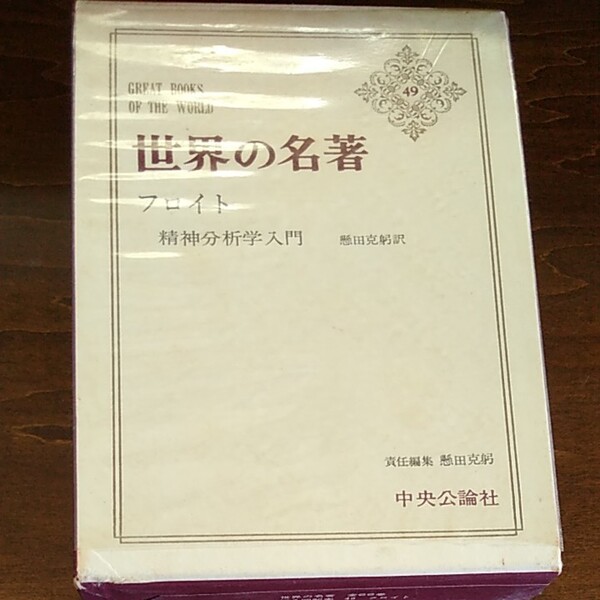 GREAT BOOKS
OF THE WORLD
49
世界の名著
フロイト
精神分析学入門 懸田克躬訳
責任編集 懸田克躬
中央公論社